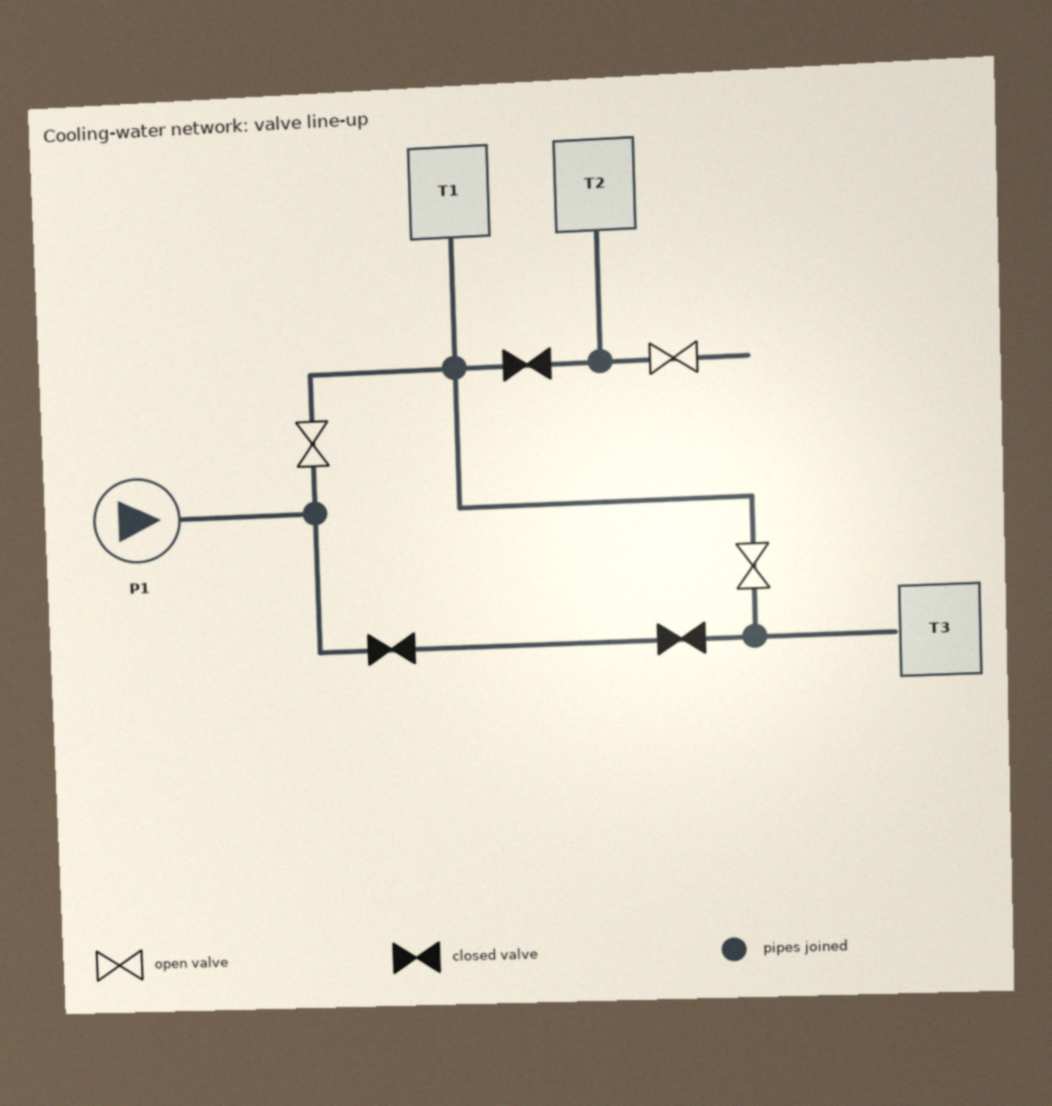 Cooling-water network: valve line-up
T1
T2
P1
T3
open valve
closed valve
pipes joined